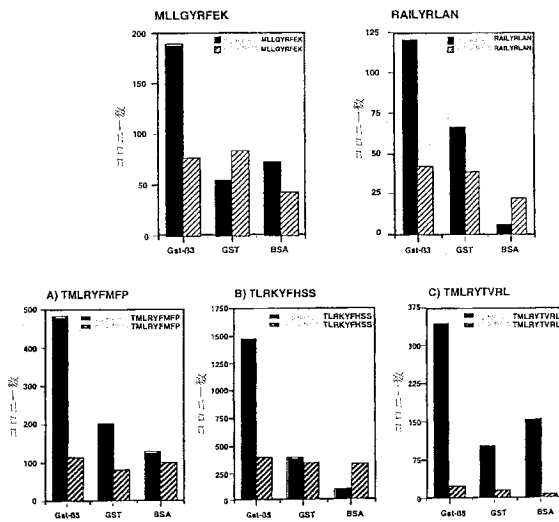 MLLGYRFEK
MLLGYRFEK
MLLGYRFEK
コロニー数
200
150
100
50
0
Gst-β3 GST BSA
RAILYRLAN
RAILYRLAN
RAILYRLAN
コロニー数
125
100
75
50
25
0
Gst-β3 GST BSA
A) TMLRYFMFP
TMLRYFMFP
TMLRYFMFP
コロニー数
500
400
300
200
100
0
Gst-β5 GST BSA
B) TLRKYFHSS
TLRKYFHSS
TLRKYFHSS
コロニー数
1750
1500
1250
1000
750
500
250
0
Gst-β5 GST BSA
C) TMLRYTVRL
TMLRYTVRL
TMLRYTVRL
コロニー数
375
300
225
150
75
0
Gst-β5 GST BSA